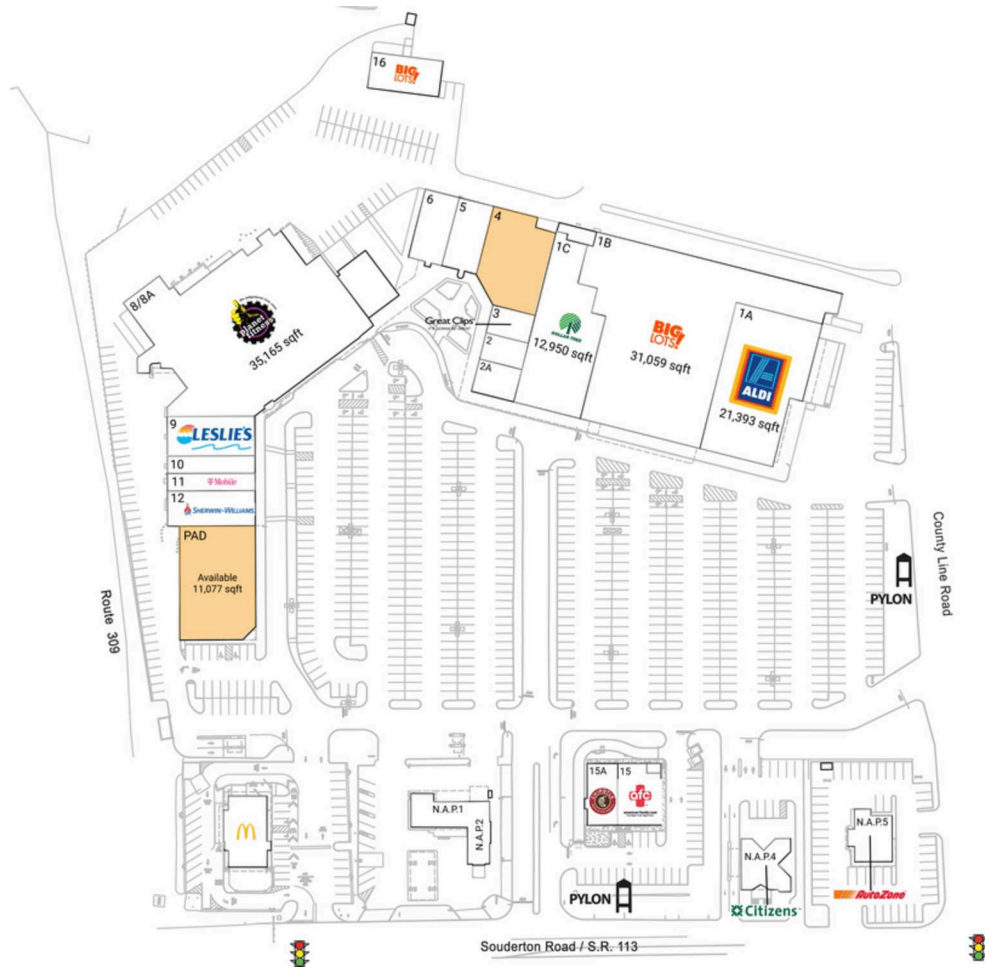 16
BIG
LOTS!
6
5
4
1C
1B
8/8A
planet
fitness
35,165 sqft
3
Great Clips
2
2A
DOLLAR TREE
12,950 sqft
BIG
LOTS!
31,059 sqft
1A
ALDI
21,393 sqft
9
LESLIE'S
10
11
T Mobile
12
SHERWIN-WILLIAMS
PAD
Available
11,077 sqft
Route 309
County Line Road
PYLON
N.A.P.1
N.A.P.2
15A
15
CHIPOTLE
afc
N.A.P.4
N.A.P.5
PYLON
Citizens
AutoZone
Souderton Road / S.R. 113